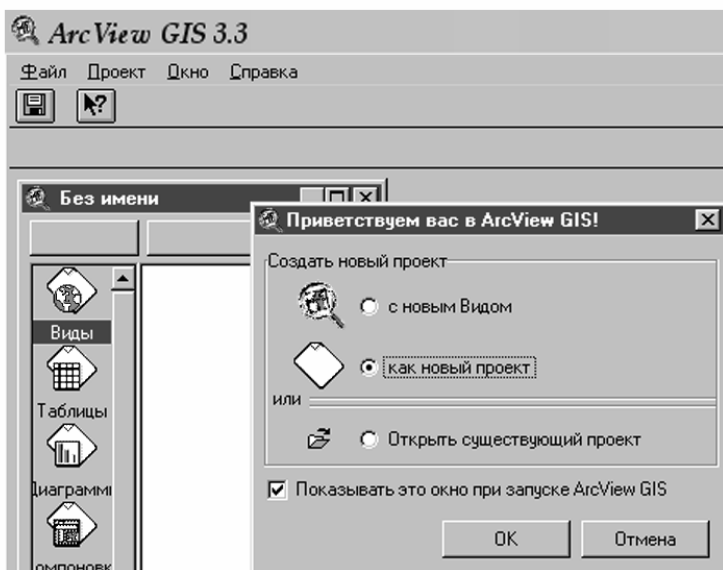 ArcView GIS 3.3
Файл Проект Окно Справка
Без имени
Приветствуем вас в ArcView GIS!
Создать новый проект
с новым Видом
как новый проект
или
Открыть существующий проект
Показывать это окно при запуске ArcView GIS
OK Отмена
Виды
Таблицы
Диаграмм